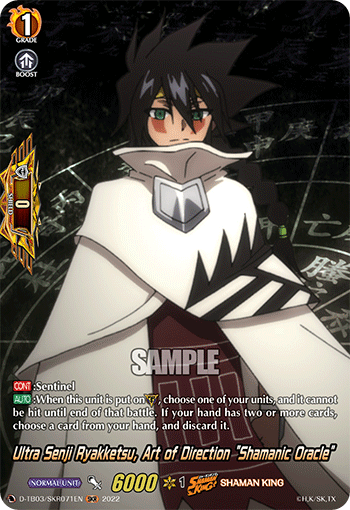 1
GRADE
BOOST
0
SHIELD
亡
SAMPLE
CONT:Sentinel
AUTO:When this unit is put on G, choose one of your units, and it cannot
be hit until end of that battle. If your hand has two or more cards,
choose a card from your hand, and discard it.
Ultra Senji Ryakketsu, Art of Direction "Shamanic Oracle"
NORMAL UNIT
6000 1 SHAMAN KING SHAMAN KING
D-TB03/SKR071EN SKR 2022 ©H,K/SK,TX